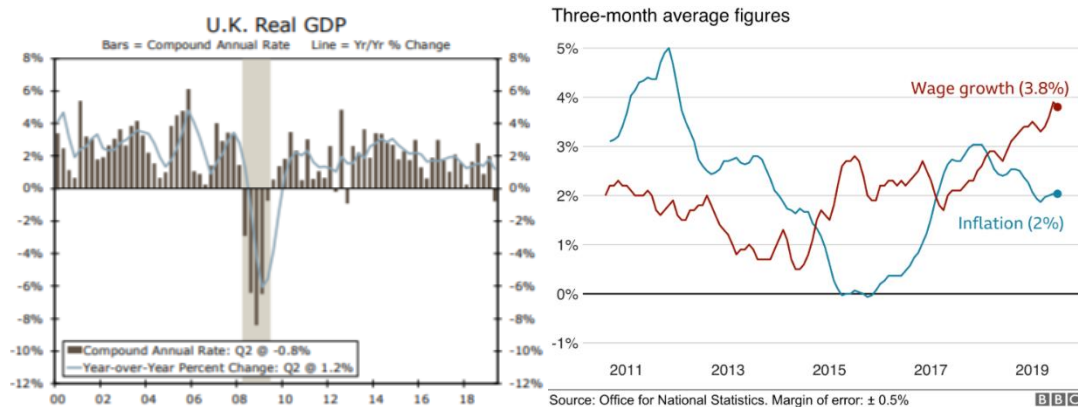 U.K. Real GDP
Bars = Compound Annual Rate Line = Yr/Yr % Change
8% 8%
6% 6%
4% 4%
2% 2%
0% 0%
-2% -2%
-4% -4%
-6% -6%
-8% -8%
-10% -10%
-12% -12%
Compound Annual Rate: Q2 @ -0.8%
Year-over-Year Percent Change: Q2 @ 1.2%
00 02 04 06 08 10 12 14 16 18
Three-month average figures
5%
4%
3%
2%
1%
0%
-1%
Wage growth (3.8%)
Inflation (2%)
2011 2013 2015 2017 2019
Source: Office for National Statistics. Margin of error: ± 0.5%
BBC